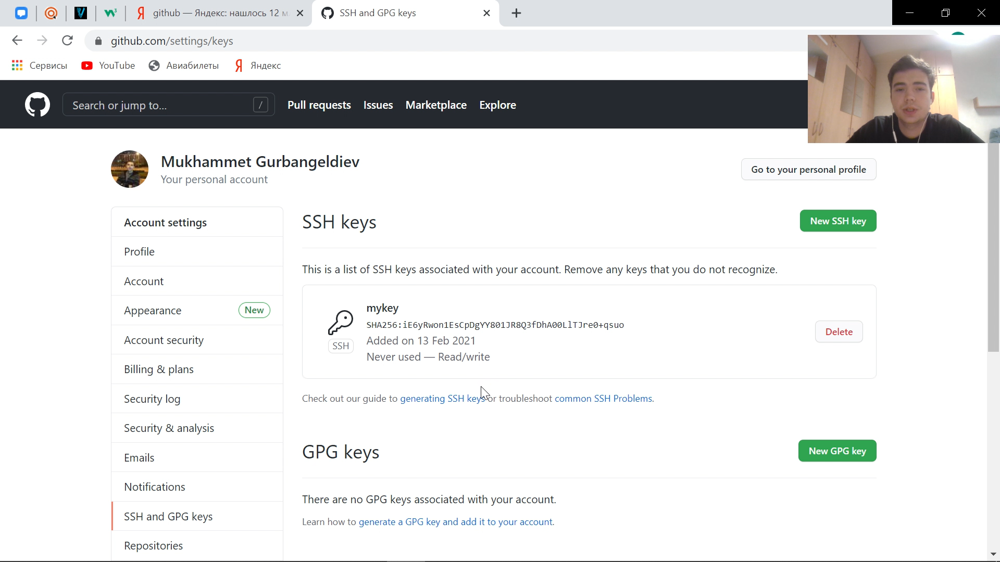 github — Яндекс: нашлось 12 м
SSH and GPG keys
github.com/settings/keys
Сервисы
YouTube
Авиабилеты
Яндекс
Search or jump to...
/
Pull requests
Issues
Marketplace
Explore
Mukhammet Gurbangeldiev
Your personal account
Go to your personal profile
Account settings
Profile
Account
Appearance
New
Account security
Billing & plans
Security log
Security & analysis
Emails
Notifications
SSH and GPG keys
Repositories
SSH keys
New SSH key
This is a list of SSH keys associated with your account. Remove any keys that you do not recognize.
mykey
SHA256:iE6yRwon1EsCpDgYY801JR8Q3fDhA00LlTJre0+qsuo
SSH
Added on 13 Feb 2021
Never used — Read/write
Delete
Check out our guide to generating SSH keys or troubleshoot common SSH Problems.
GPG keys
New GPG key
There are no GPG keys associated with your account.
Learn how to generate a GPG key and add it to your account.